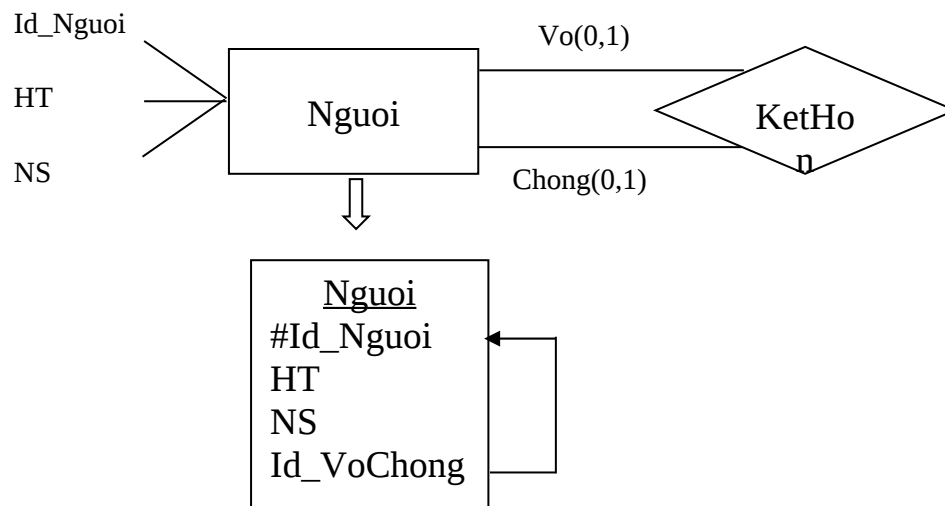 Id_Nguoi
HT
NS
Nguoi
Vo(0,1)
KetHo
n
Chong(0,1)
Nguoi
#Id_Nguoi
HT
NS
Id_VoChong